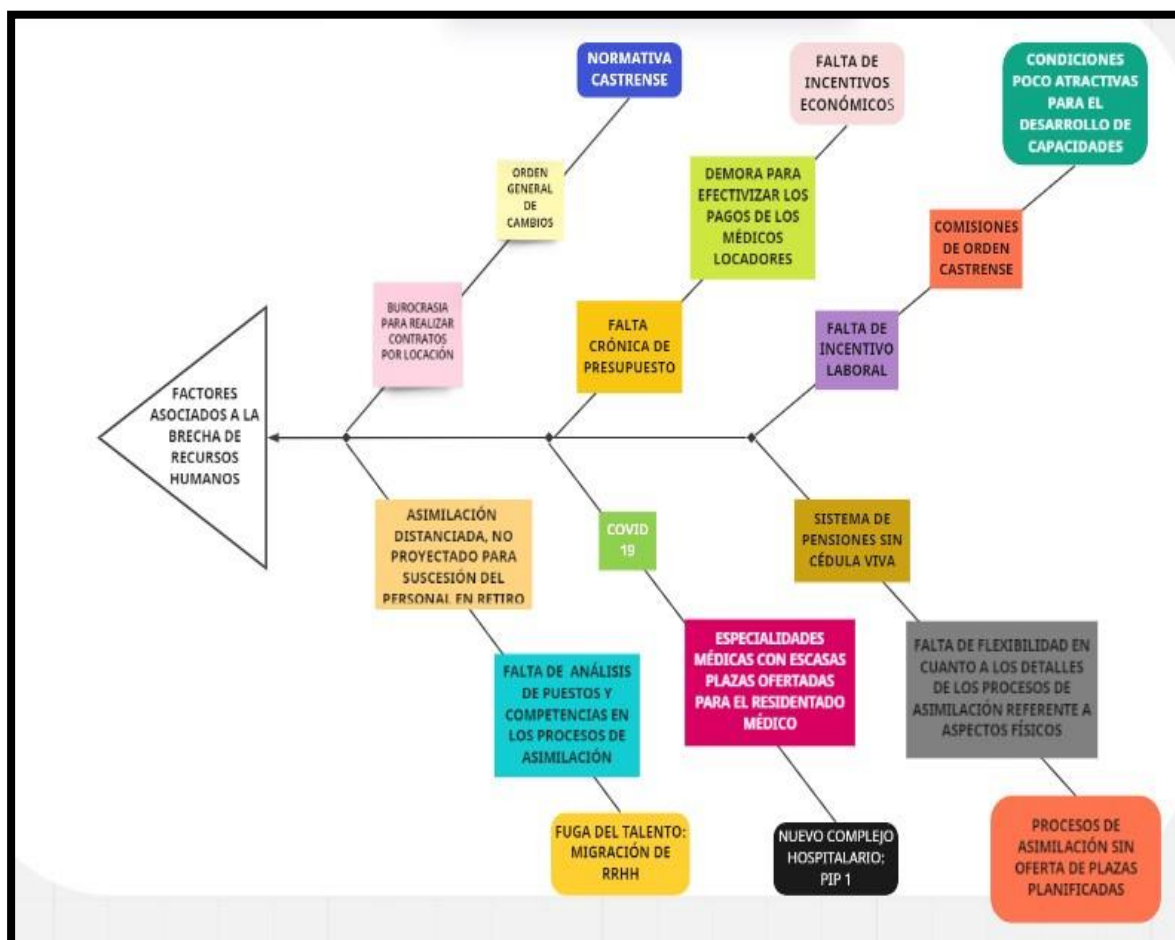 NORMATIVA
CASTRENSE
FALTA DE
INCENTIVOS
ECONÓMICOS
CONDICIONES
POCO ATRACTIVAS
PARA EL
DESARROLLO DE
CAPACIDADES
ORDEN
GENERAL
DE
CAMBIOS
DEMORA PARA
EFECTIVIZAR LOS
PAGOS DE LOS
MÉDICOS
LOCADORES
COMISIONES
DE ORDEN
CASTRENSE
BUROCRASIA
PARA REALIZAR
CONTRATOS
POR LOCACIÓN
FALTA
CRÓNICA DE
PRESUPUESTO
FALTA DE
INCENTIVO
LABORAL
FACTORES
ASOCIADOS A LA
BRECHA DE
RECURSOS
HUMANOS
ASIMILACIÓN
DISTANCIADA, NO
PROYECTADO PARA
SUSCESIÓN DEL
PERSONAL EN RETIRO
COVID
19
SISTEMA DE
PENSIONES SIN
CÉDULA VIVA
FALTA DE ANÁLISIS
DE PUESTOS Y
COMPETENCIAS EN
LOS PROCESOS DE
ASIMILACIÓN
ESPECIALIDADES
MÉDICAS CON ESCASAS
PLAZAS OFERTADAS
PARA EL RESIDENTADO
MÉDICO
FALTA DE FLEXIBILIDAD EN
CUANTO A LOS DETALLES
DE LOS PROCESOS DE
ASIMILACIÓN REFERENTE A
ASPECTOS FÍSICOS
FUGA DEL TALENTO:
MIGRACIÓN DE
RRHH
NUEVO COMPLEJO
HOSPITALARIO:
PIP 1
PROCESOS DE
ASIMILACIÓN SIN
OFERTA DE PLAZAS
PLANIFICADAS